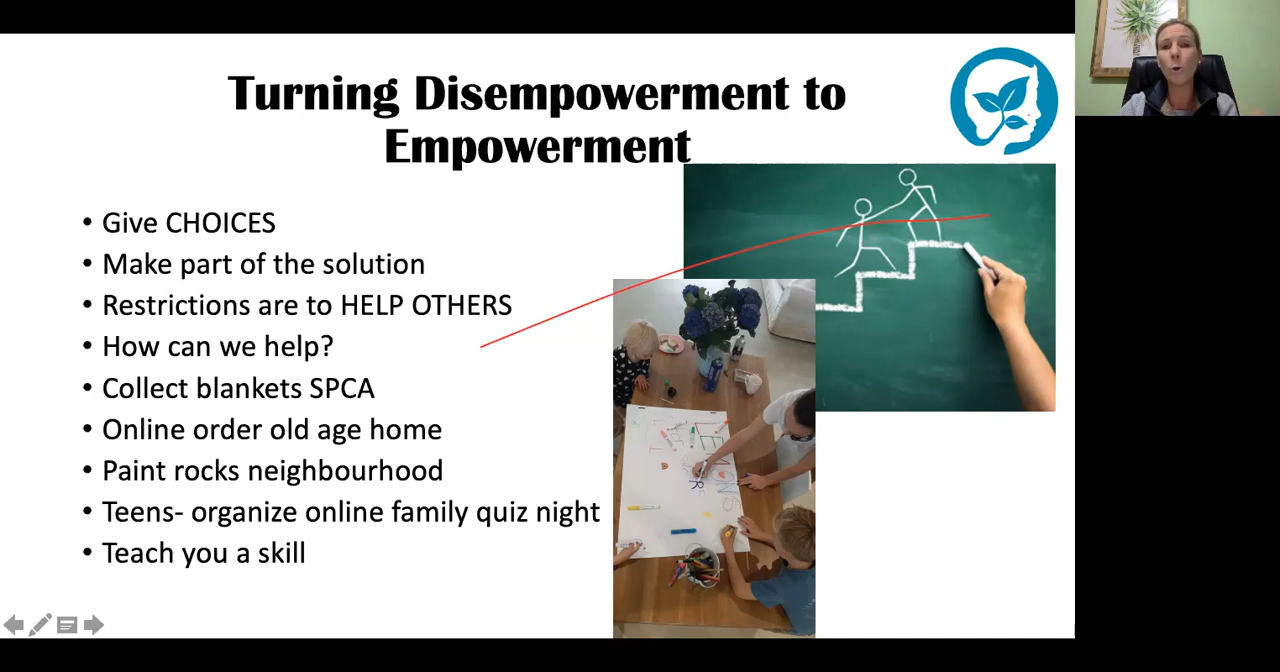 Turning Disempowerment to
Empowerment
• Give CHOICES
• Make part of the solution
• Restrictions are to HELP OTHERS
• How can we help?
• Collect blankets SPCA
• Online order old age home
• Paint rocks neighbourhood
• Teens- organize online family quiz night
• Teach you a skill
LEMONS